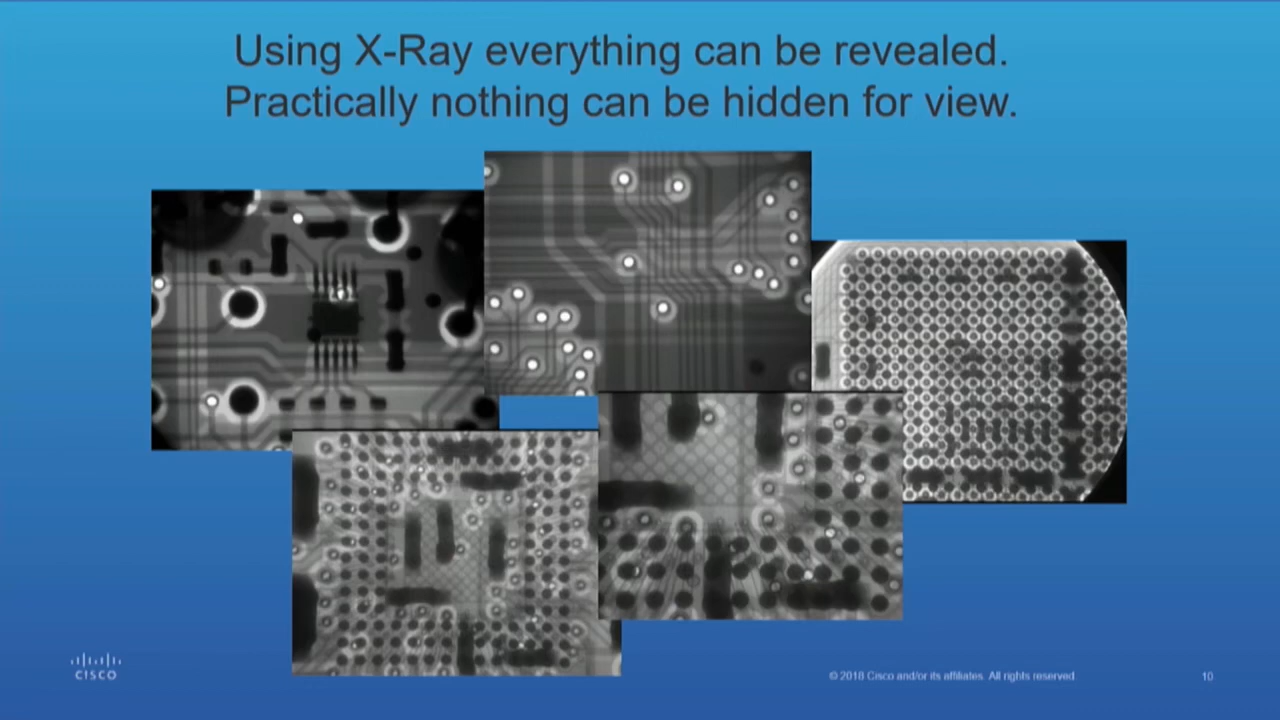 Using X-Ray everything can be revealed.
Practically nothing can be hidden for view.
CISCO
© 2018 Cisco and/or its affiliates. All rights reserved.
10